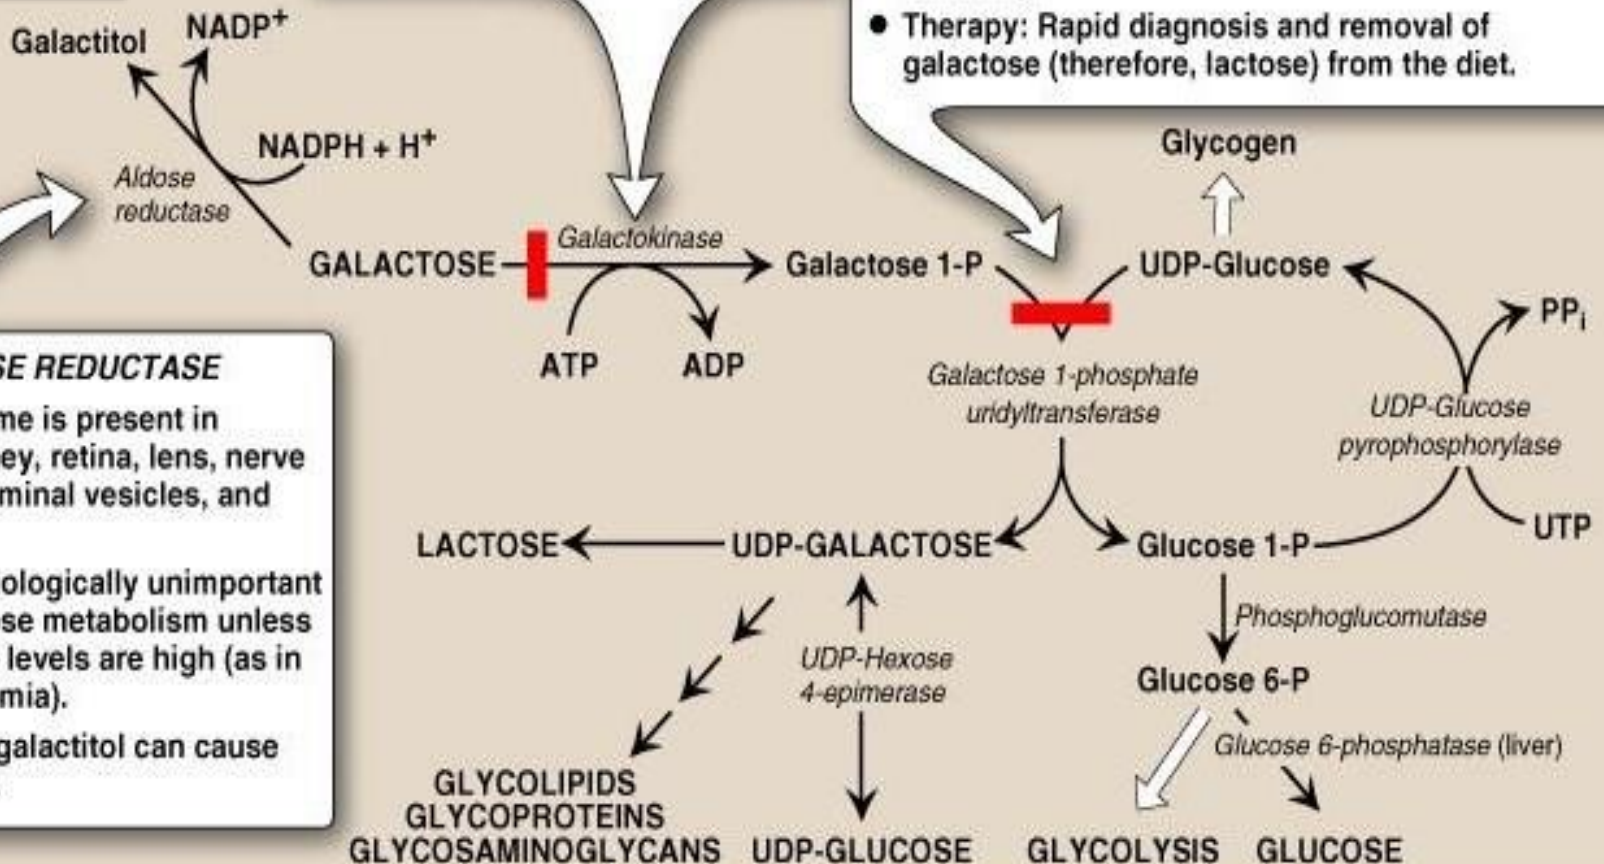 ● Therapy: Rapid diagnosis and removal of
galactose (therefore, lactose) from the diet.
Galactitol
NADP+
NADPH + H+
Aldose
reductase
Glycogen
GALACTOSE
Galactokinase
Galactose 1-P
UDP-Glucose
ATP
ADP
PPi
Galactose 1-phosphate
uridyltransferase
UDP-Glucose
pyrophosphorylase
UTP
SE REDUCTASE
me is present in
ey, retina, lens, nerve
minal vesicles, and
ologically unimportant
se metabolism unless
levels are high (as in
mia).
galactitol can cause
LACTOSE
UDP-GALACTOSE
Glucose 1-P
Phosphoglucomutase
UDP-Hexose
4-epimerase
Glucose 6-P
Glucose 6-phosphatase (liver)
GLYCOLIPIDS
GLYCOPROTEINS
GLYCOSAMINOGLYCANS
UDP-GLUCOSE
GLYCOLYSIS
GLUCOSE